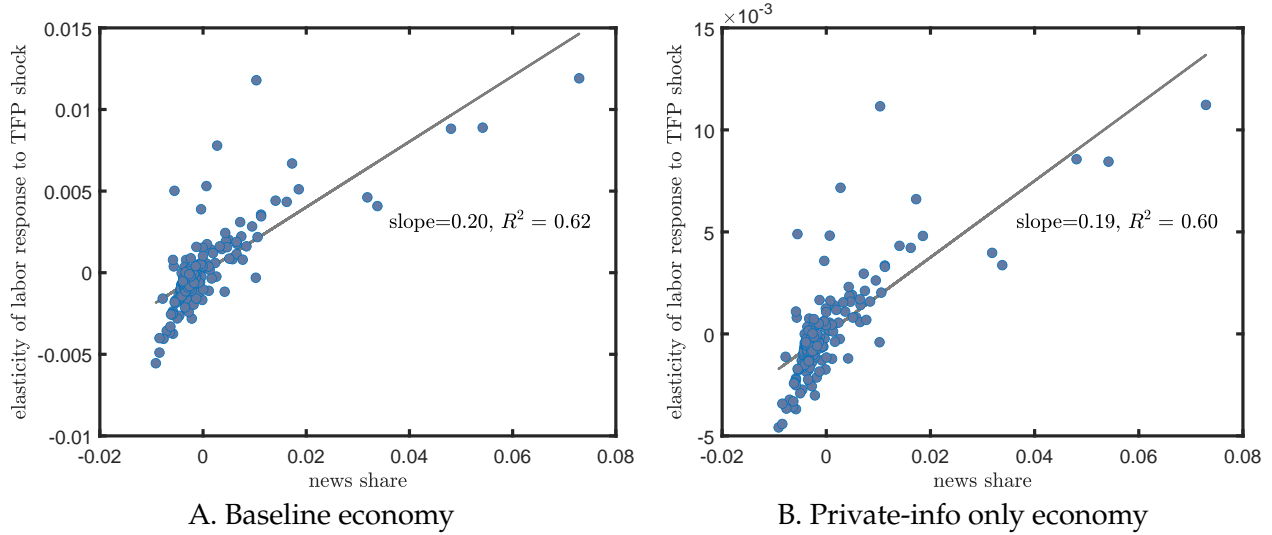 elasticity of labor response to TFP shock
0.015
0.01
0.005
0
-0.005
-0.01
-0.02 0 0.02 0.04 0.06 0.08
slope=0.20, R² = 0.62
news share
A. Baseline economy
elasticity of labor response to TFP shock
×10⁻³
15
10
5
0
-5
-0.02 0 0.02 0.04 0.06 0.08
slope=0.19, R² = 0.60
news share
B. Private-info only economy